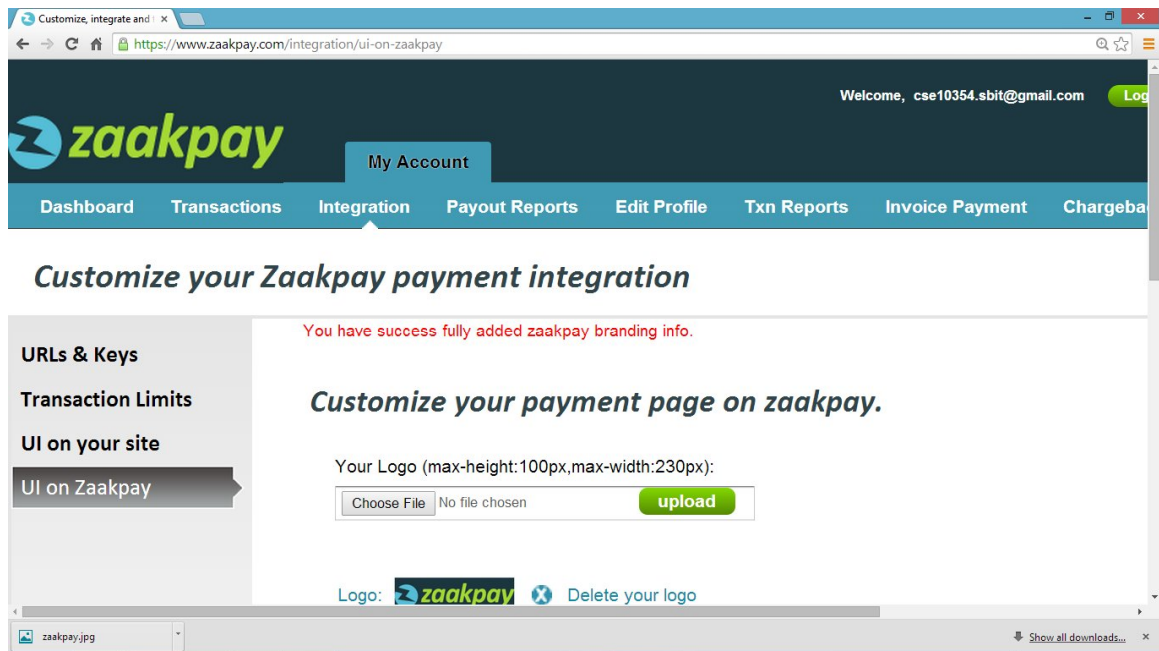 Customize, integrate and
https://www.zaakpay.com/integration/ui-on-zaakpay
Welcome, cse10354.sbit@gmail.com Log
zaakpay
My Account
Dashboard Transactions Integration Payout Reports Edit Profile Txn Reports Invoice Payment Chargeba
Customize your Zaakpay payment integration
You have success fully added zaakpay branding info.
URLs & Keys
Transaction Limits
Customize your payment page on zaakpay.
UI on your site
Your Logo (max-height:100px,max-width:230px):
UI on Zaakpay
Choose File No file chosen upload
Logo: zaakpay Delete your logo
zaakpay.jpg Show all downloads...